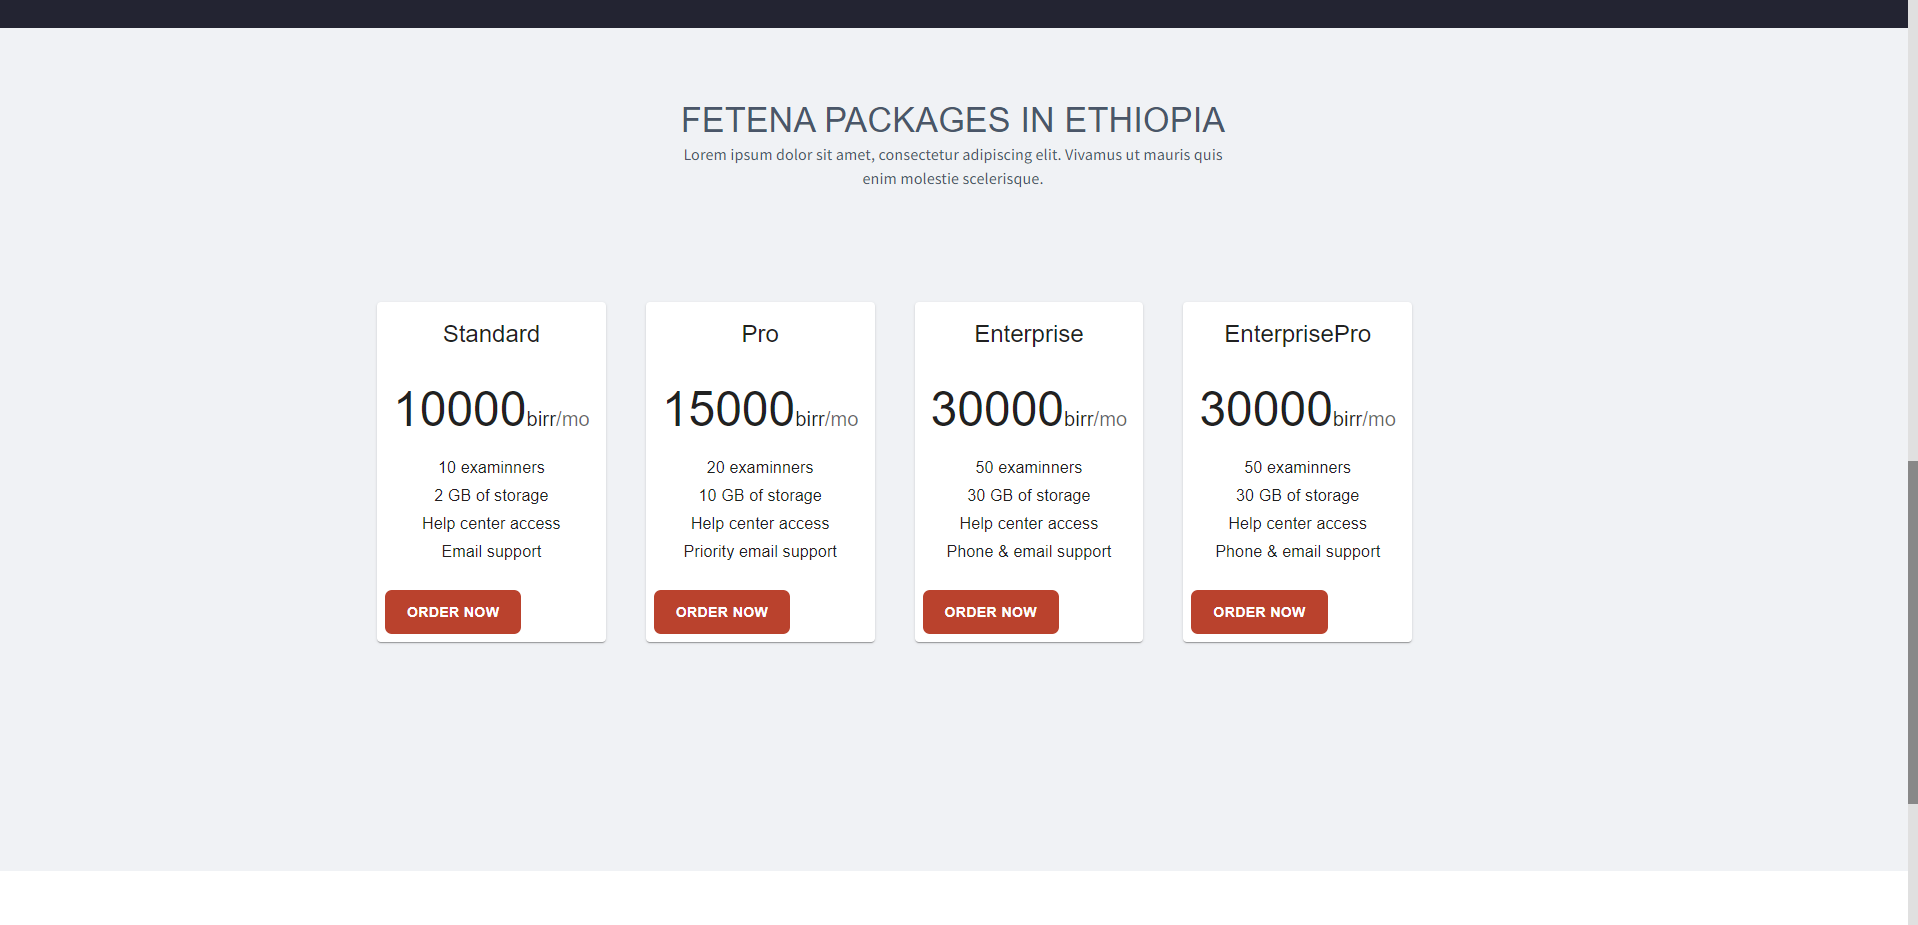 FETENA PACKAGES IN ETHIOPIA
Lorem ipsum dolor sit amet, consectetur adipiscing elit. Vivamus ut mauris quis
enim molestie scelerisque.
Standard
10000birr/mo
10 examinners
2 GB of storage
Help center access
Email support
ORDER NOW
Pro
15000birr/mo
20 examinners
10 GB of storage
Help center access
Priority email support
ORDER NOW
Enterprise
30000birr/mo
50 examinners
30 GB of storage
Help center access
Phone & email support
ORDER NOW
EnterprisePro
30000birr/mo
50 examinners
30 GB of storage
Help center access
Phone & email support
ORDER NOW